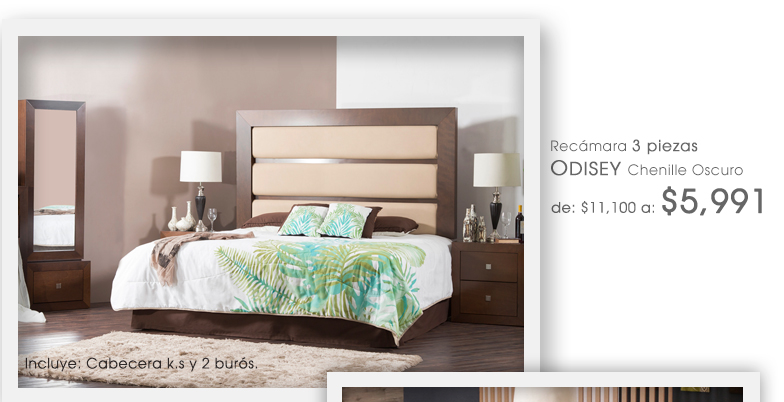 Recámara 3 piezas
ODISEY Chenille Oscuro
de: $11,100 a: $5,991
Incluye: Cabecera k.s y 2 burós.